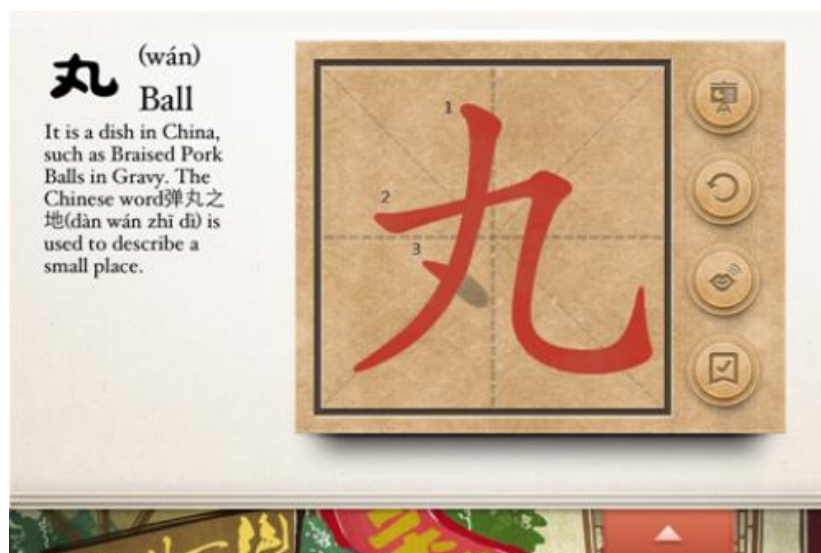 丸
(wán)
Ball
It is a dish in China,
such as Braised Pork
Balls in Gravy. The
Chinese word弹丸之
地(dàn wán zhī dì) is
used to describe a
small place.
1
2
3
丸